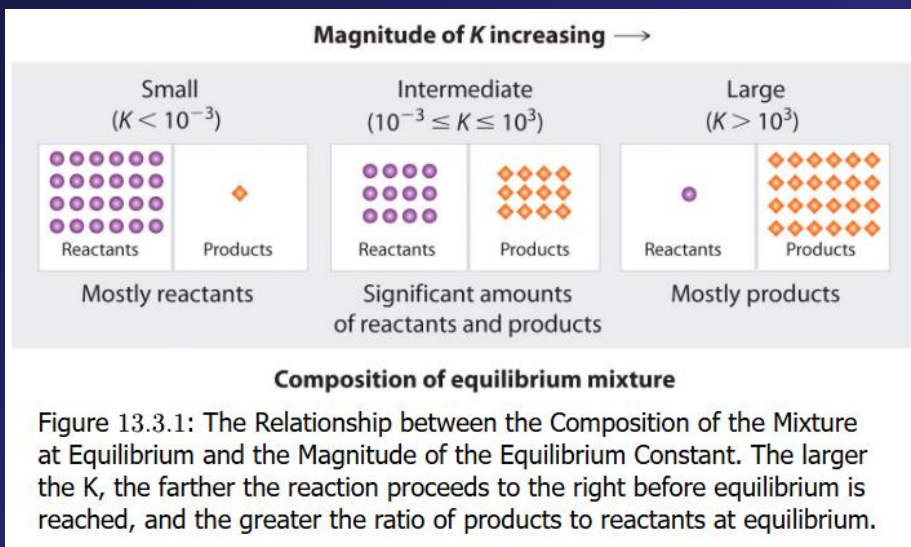 Magnitude of K increasing →
Small
(K < 10⁻³)
Intermediate
(10⁻³ ≤ K ≤ 10³)
Large
(K > 10³)
Reactants
Products
Reactants
Products
Reactants
Products
Mostly reactants
Significant amounts
of reactants and products
Mostly products
Composition of equilibrium mixture
Figure 13.3.1: The Relationship between the Composition of the Mixture
at Equilibrium and the Magnitude of the Equilibrium Constant. The larger
the K, the farther the reaction proceeds to the right before equilibrium is
reached, and the greater the ratio of products to reactants at equilibrium.